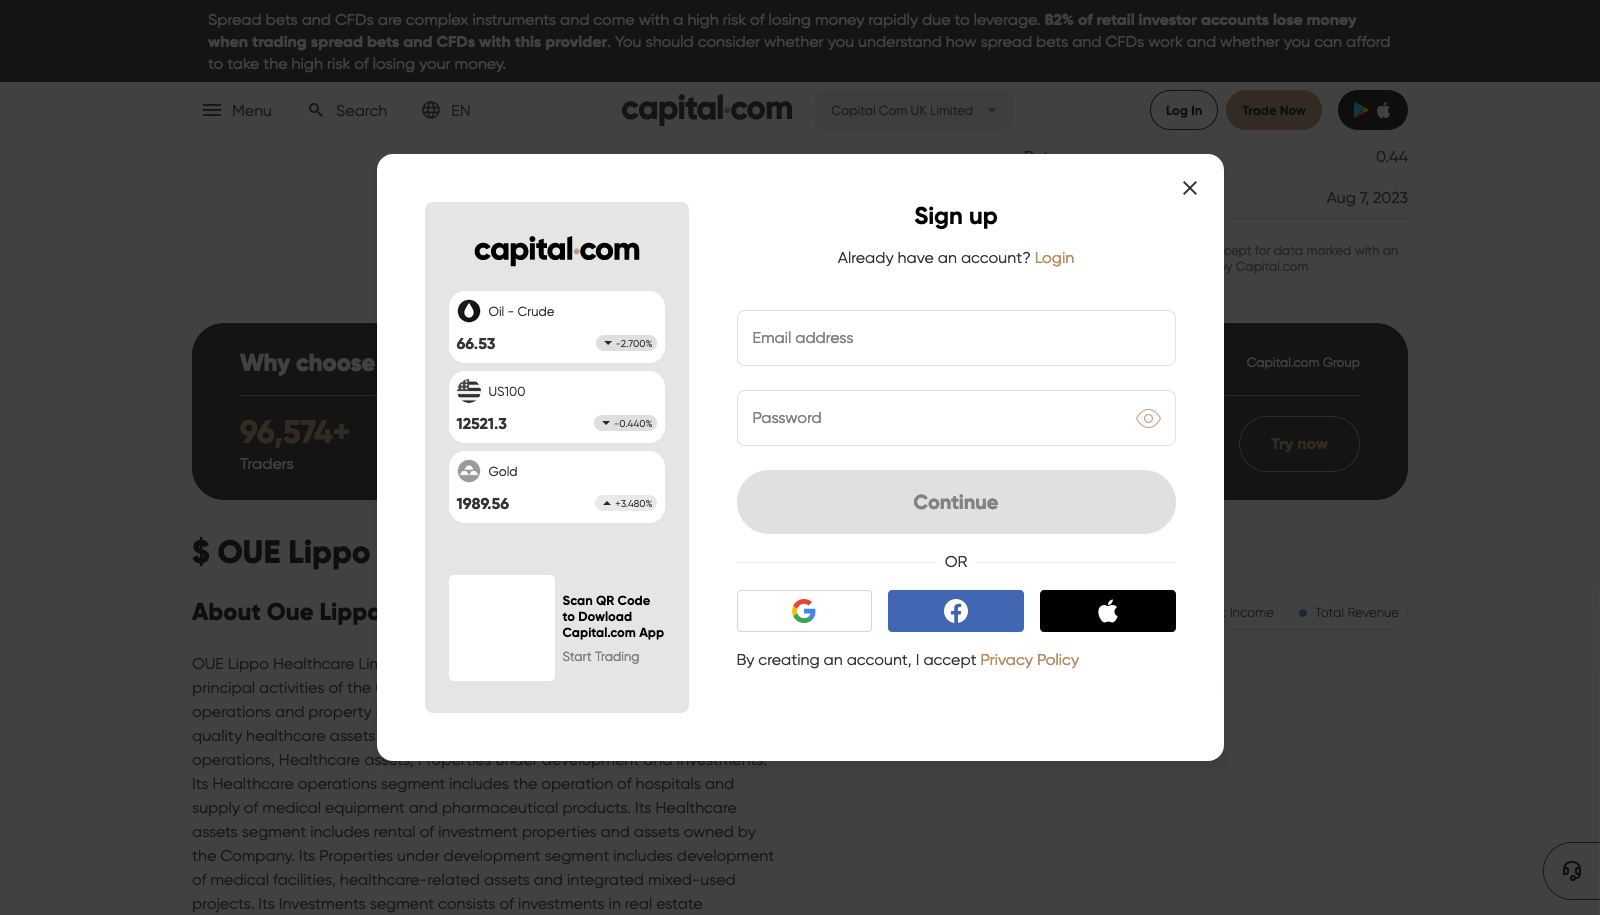 Spread bets and CFDs are complex instruments and come with a high risk of losing money rapidly due to leverage. 82% of retail investor accounts lose money
when trading spread bets and CFDs with this provider. You should consider whether you understand how spread bets and CFDs work and whether you can afford
to take the high risk of losing your money.
Menu
Search
EN
capital.com
Capital Com UK Limited
Log In
Trade Now
0.44
Aug 7, 2023
cept for data marked with an
by Capital.com
Sign up
Already have an account? Login
capital.com
Oil - Crude
66.53
-2.700%
US100
12521.3
-0.440%
Gold
1989.56
+3.480%
Scan QR Code
to Dowload
Capital.com App
Start Trading
Email address
Password
Continue
OR
By creating an account, I accept Privacy Policy
Why choose
Capital.com Group
96,574+
Traders
Try now
$ OUE Lippo
About Oue Lippo
Income
Total Revenue
OUE Lippo Healthcare Lim
principal activities of the
operations and property
quality healthcare assets
operations, Healthcare assets, Properties under development and Investments.
Its Healthcare operations segment includes the operation of hospitals and
supply of medical equipment and pharmaceutical products. Its Healthcare
assets segment includes rental of investment properties and assets owned by
the Company. Its Properties under development segment includes development
of medical facilities, healthcare-related assets and integrated mixed-used
projects. Its Investments segment consists of investments in real estate